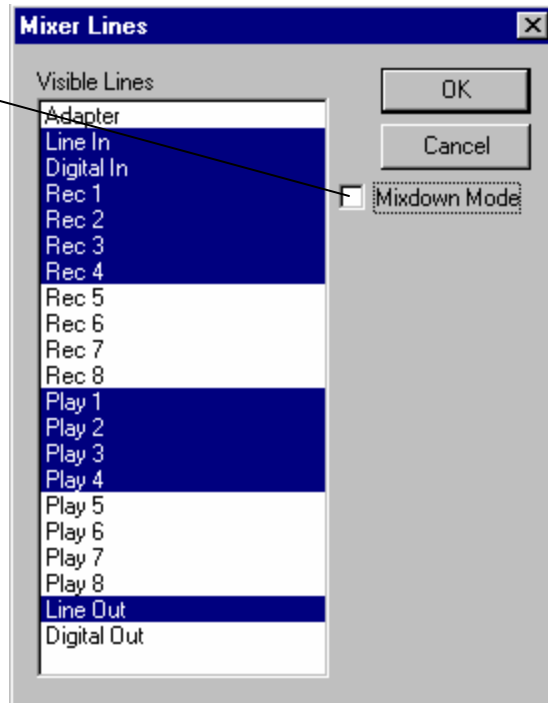 Mixer Lines
Visible Lines
OK
Cancel
Mixdown Mode
Adapter
Line In
Digital In
Rec 1
Rec 2
Rec 3
Rec 4
Rec 5
Rec 6
Rec 7
Rec 8
Play 1
Play 2
Play 3
Play 4
Play 5
Play 6
Play 7
Play 8
Line Out
Digital Out